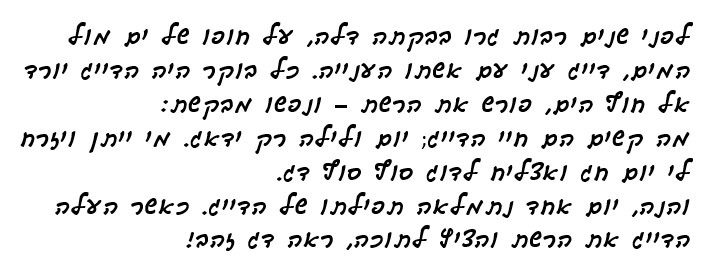 לפני שנים רבות גרו בבקתה דלה, על חופו של ים מול
המים, דייג עני עם אשתו הענייה. כל בוקר היה הדייג יורד
אל חוף הים, פורש את הרשת – ונפשו מבקשת:
מה קשים הם חיי הדייג; יום ולילה רק ידאג. מי ייתן ויזרח
לי יום חג ואצליח לדוג סוף סוף דג.
והנה, יום אחד נתמלאה תפילתו של הדייג. כאשר העלה
הדייג את הרשת והציף לתוכה, ראה דג זהב!